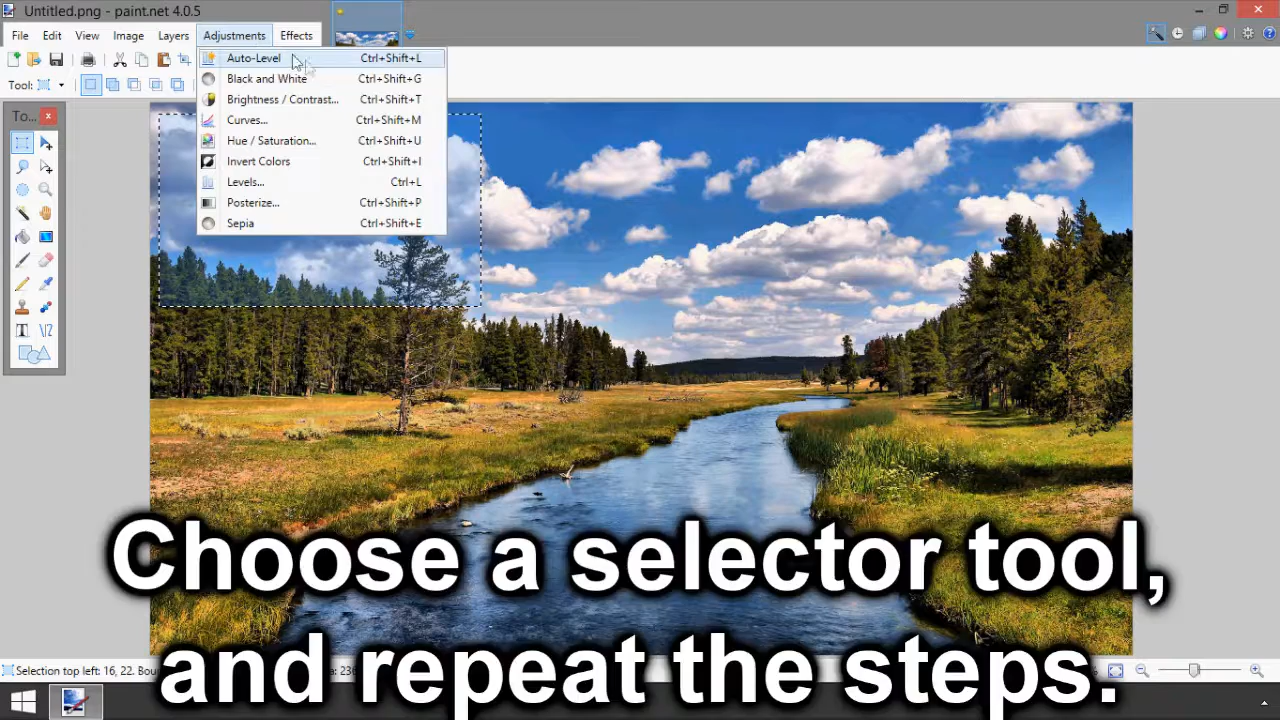 Untitled.png - paint.net 4.0.5
File Edit View Image Layers Adjustments Effects
Auto-Level Ctrl+Shift+L
Black and White Ctrl+Shift+G
Brightness / Contrast... Ctrl+Shift+T
Curves... Ctrl+Shift+M
Hue / Saturation... Ctrl+Shift+U
Invert Colors Ctrl+Shift+I
Levels... Ctrl+L
Posterize... Ctrl+Shift+P
Sepia Ctrl+Shift+E
Tool:
To...
Choose a selector tool,
and repeat the steps.
Selection top left: 16, 22.